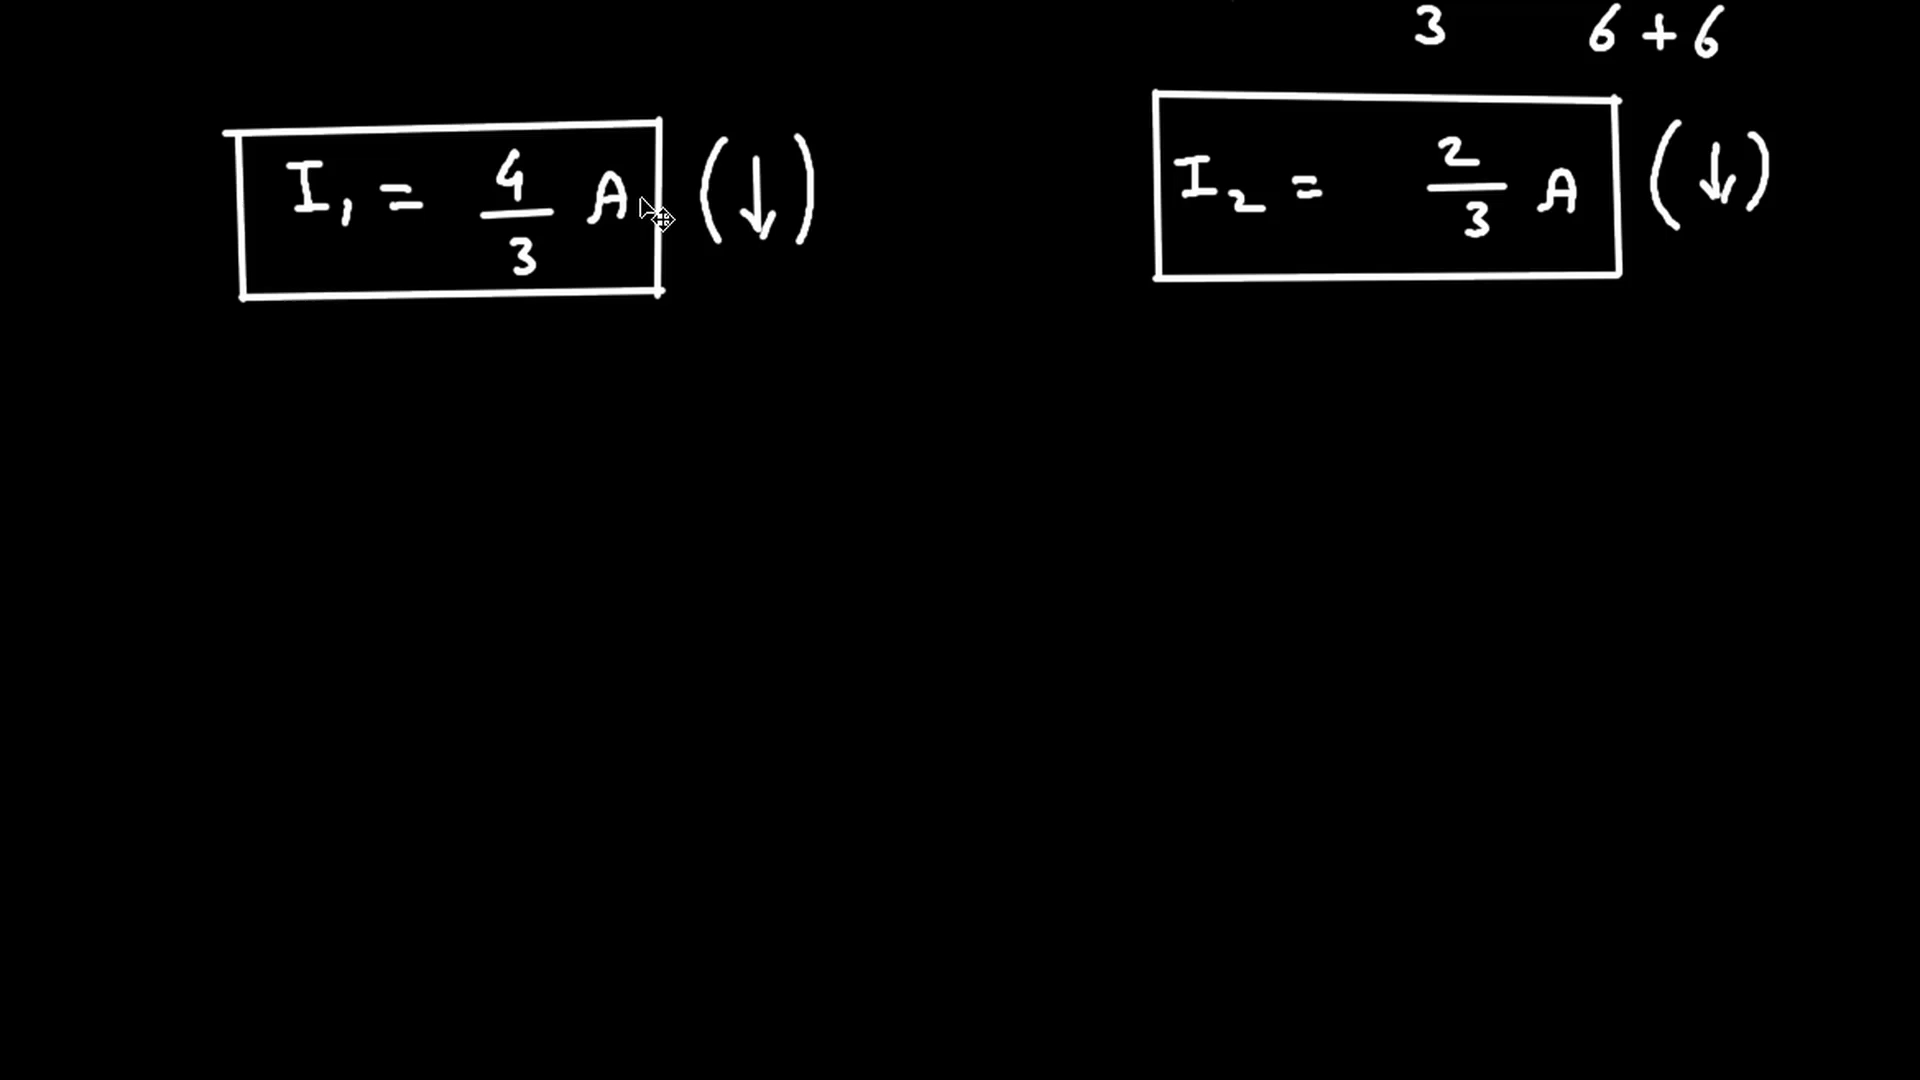 3 6 + 6
I₁ = 4/3 A (↓)
I₂ = 2/3 A (↓)